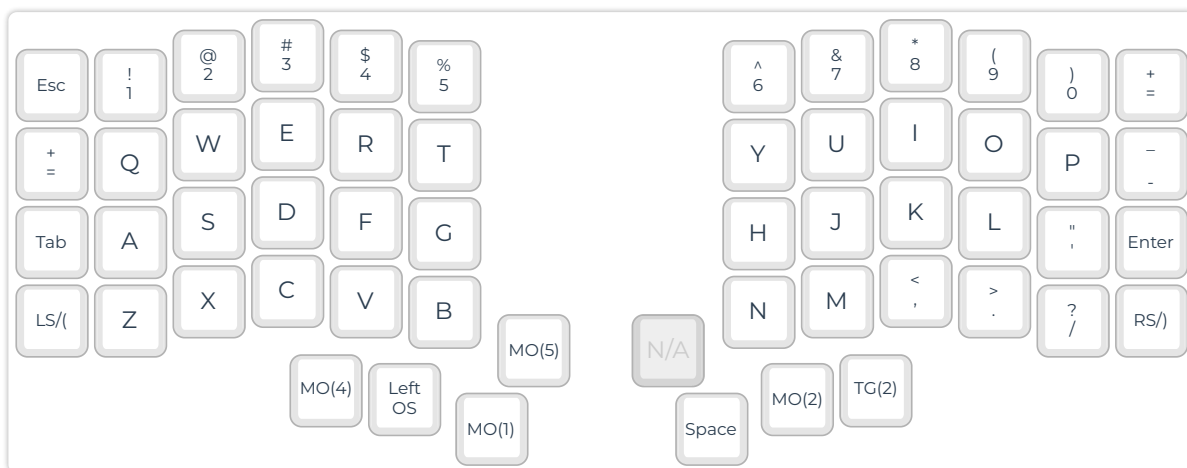 Esc
!
1
@
2
#
3
$
4
%
5
^
6
&
7
*
8
(
9
)
0
+
=
+
=
Q
W
E
R
T
Y
U
I
O
P
_
-
Tab
A
S
D
F
G
H
J
K
L
"
'
Enter
LS/(
Z
X
C
V
B
N
M
<
,
>
.
?
/
RS/)
MO(4)
Left
OS
MO(1)
MO(5)
N/A
Space
MO(2)
TG(2)